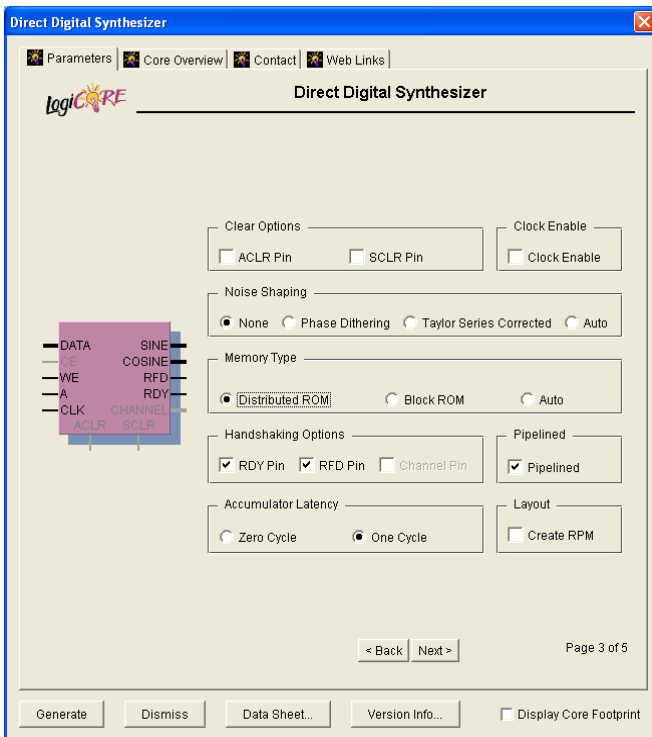 Direct Digital Synthesizer
Parameters Core Overview Contact Web Links
LogiCORE
Direct Digital Synthesizer
Clear Options
ACLR Pin SCLR Pin
Clock Enable
Clock Enable
Noise Shaping
None Phase Dithering Taylor Series Corrected Auto
Memory Type
Distributed ROM Block ROM Auto
Handshaking Options
RDY Pin RFD Pin Channel Pin
Pipelined
Pipelined
Accumulator Latency
Zero Cycle One Cycle
Layout
Create RPM
DATA SINE
CE COSINE
WE RFD
A RDY
CLK CHANNEL
ACLR SCLR
< Back Next > Page 3 of 5
Generate Dismiss Data Sheet... Version Info... Display Core Footprint